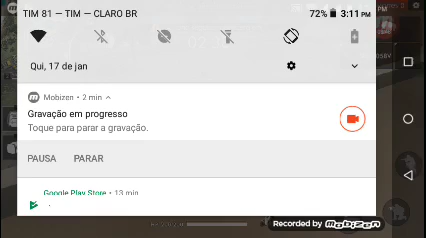 TIM 81 — TIM — CLARO BR 72% 3:11 PM
Qui, 17 de jan
Mobizen • 2 min
Gravação em progresso
Toque para parar a gravação.
PAUSA PARAR
Google Play Store • 13 min
Recorded by Mobizen